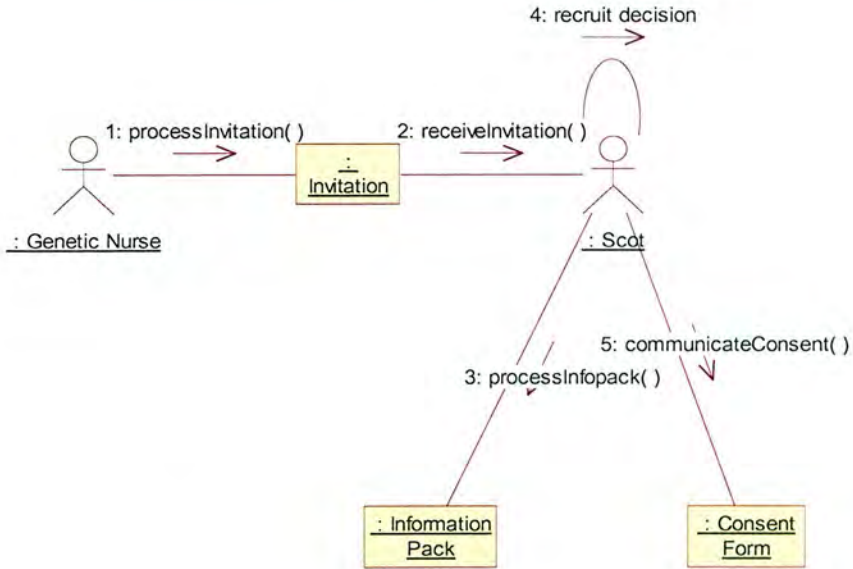 4: recruit decision
1: processInvitation( )
2: receiveInvitation( )
:
Invitation
: Genetic Nurse
: Scot
5: communicateConsent( )
3: processInfopack( )
: Information
Pack
: Consent
Form